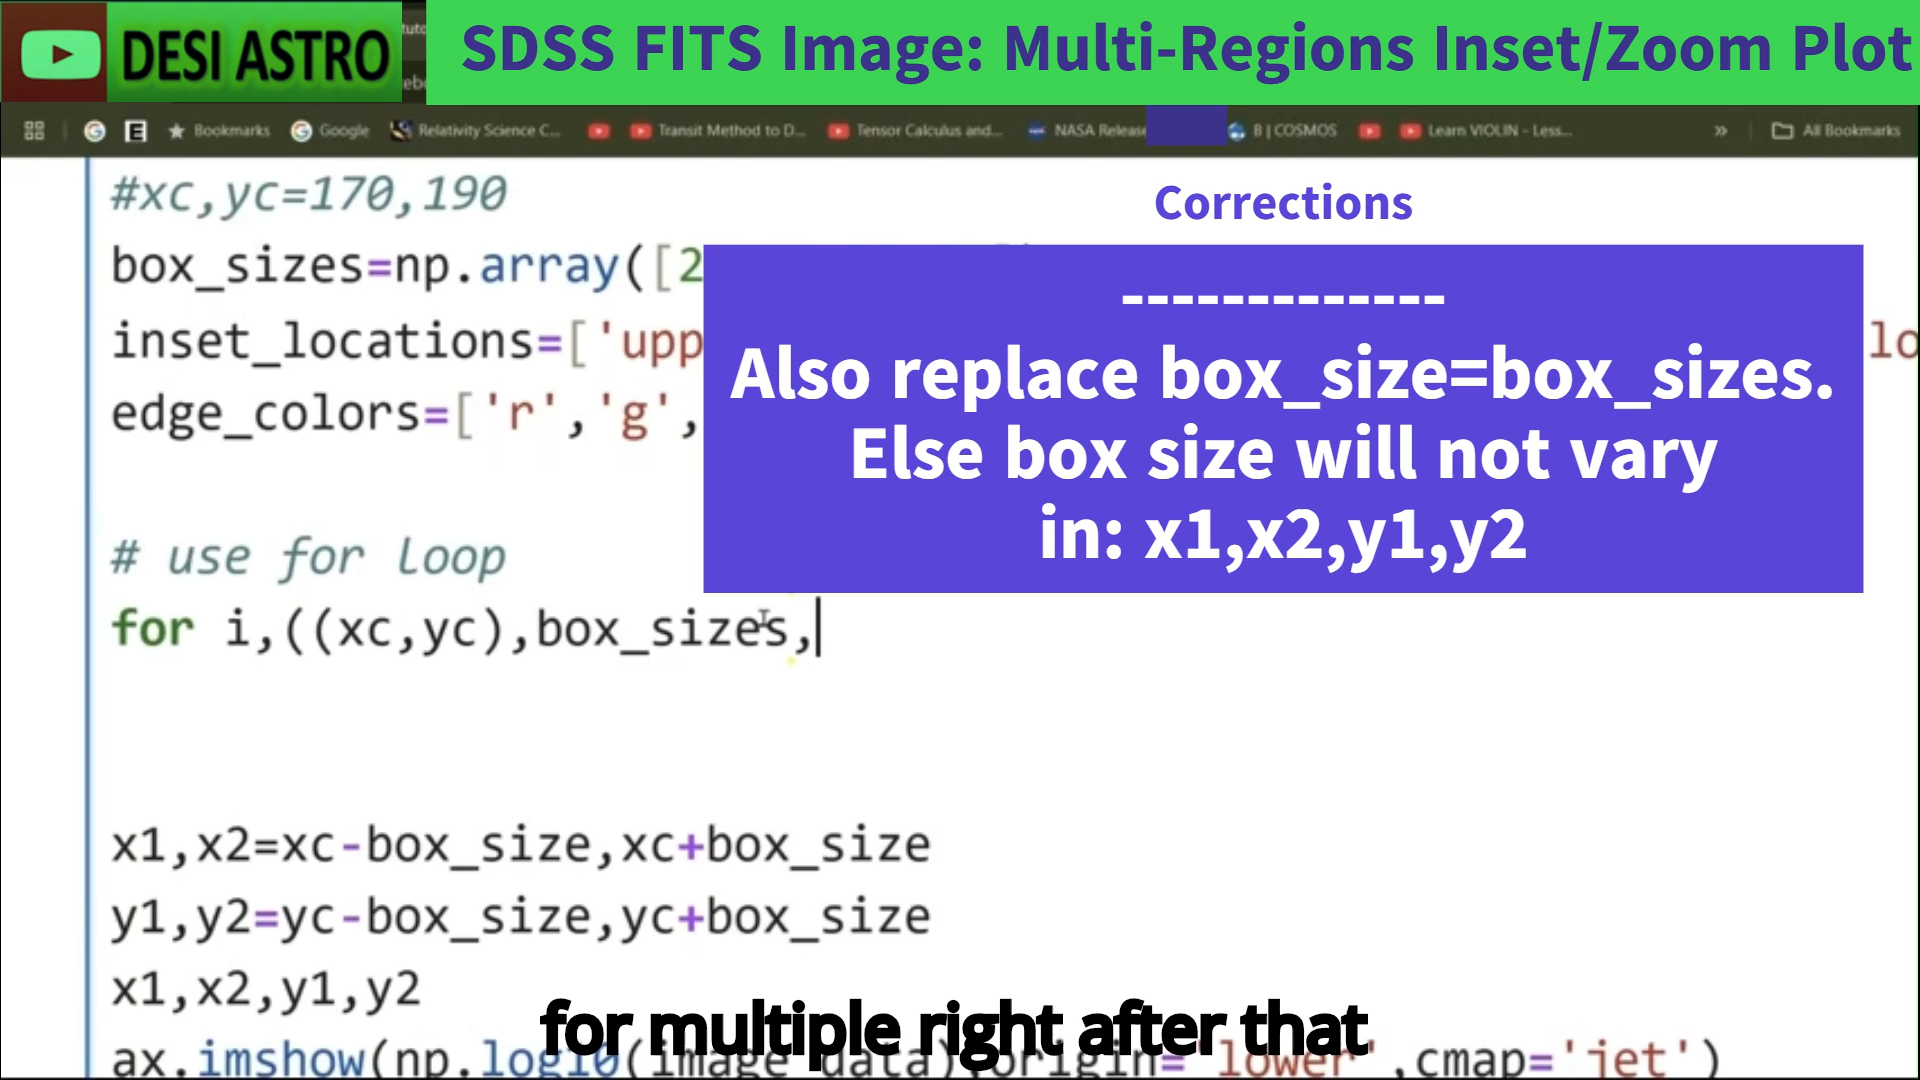 DESI ASTRO
SDSS FITS Image: Multi-Regions Inset/Zoom Plot
Bookmarks
Google
Relativity Science C...
Transit Method to D...
Tensor Calculus and...
NASA Release
B | COSMOS
Learn VIOLIN - Less...
»
All Bookmarks
#xc,yc=170,190
Corrections
box_sizes=np.array([2
-------------
inset_locations=['upp
lo
Also replace box_size=box_sizes.
edge_colors=['r','g',
Else box size will not vary
in: x1,x2,y1,y2
# use for loop
for i,((xc,yc),box_sizes,
x1,x2=xc-box_size,xc+box_size
y1,y2=yc-box_size,yc+box_size
x1,x2,y1,y2
for multiple right after that
ax.imshow(np.log10(image_data),origin='lower',cmap='jet')